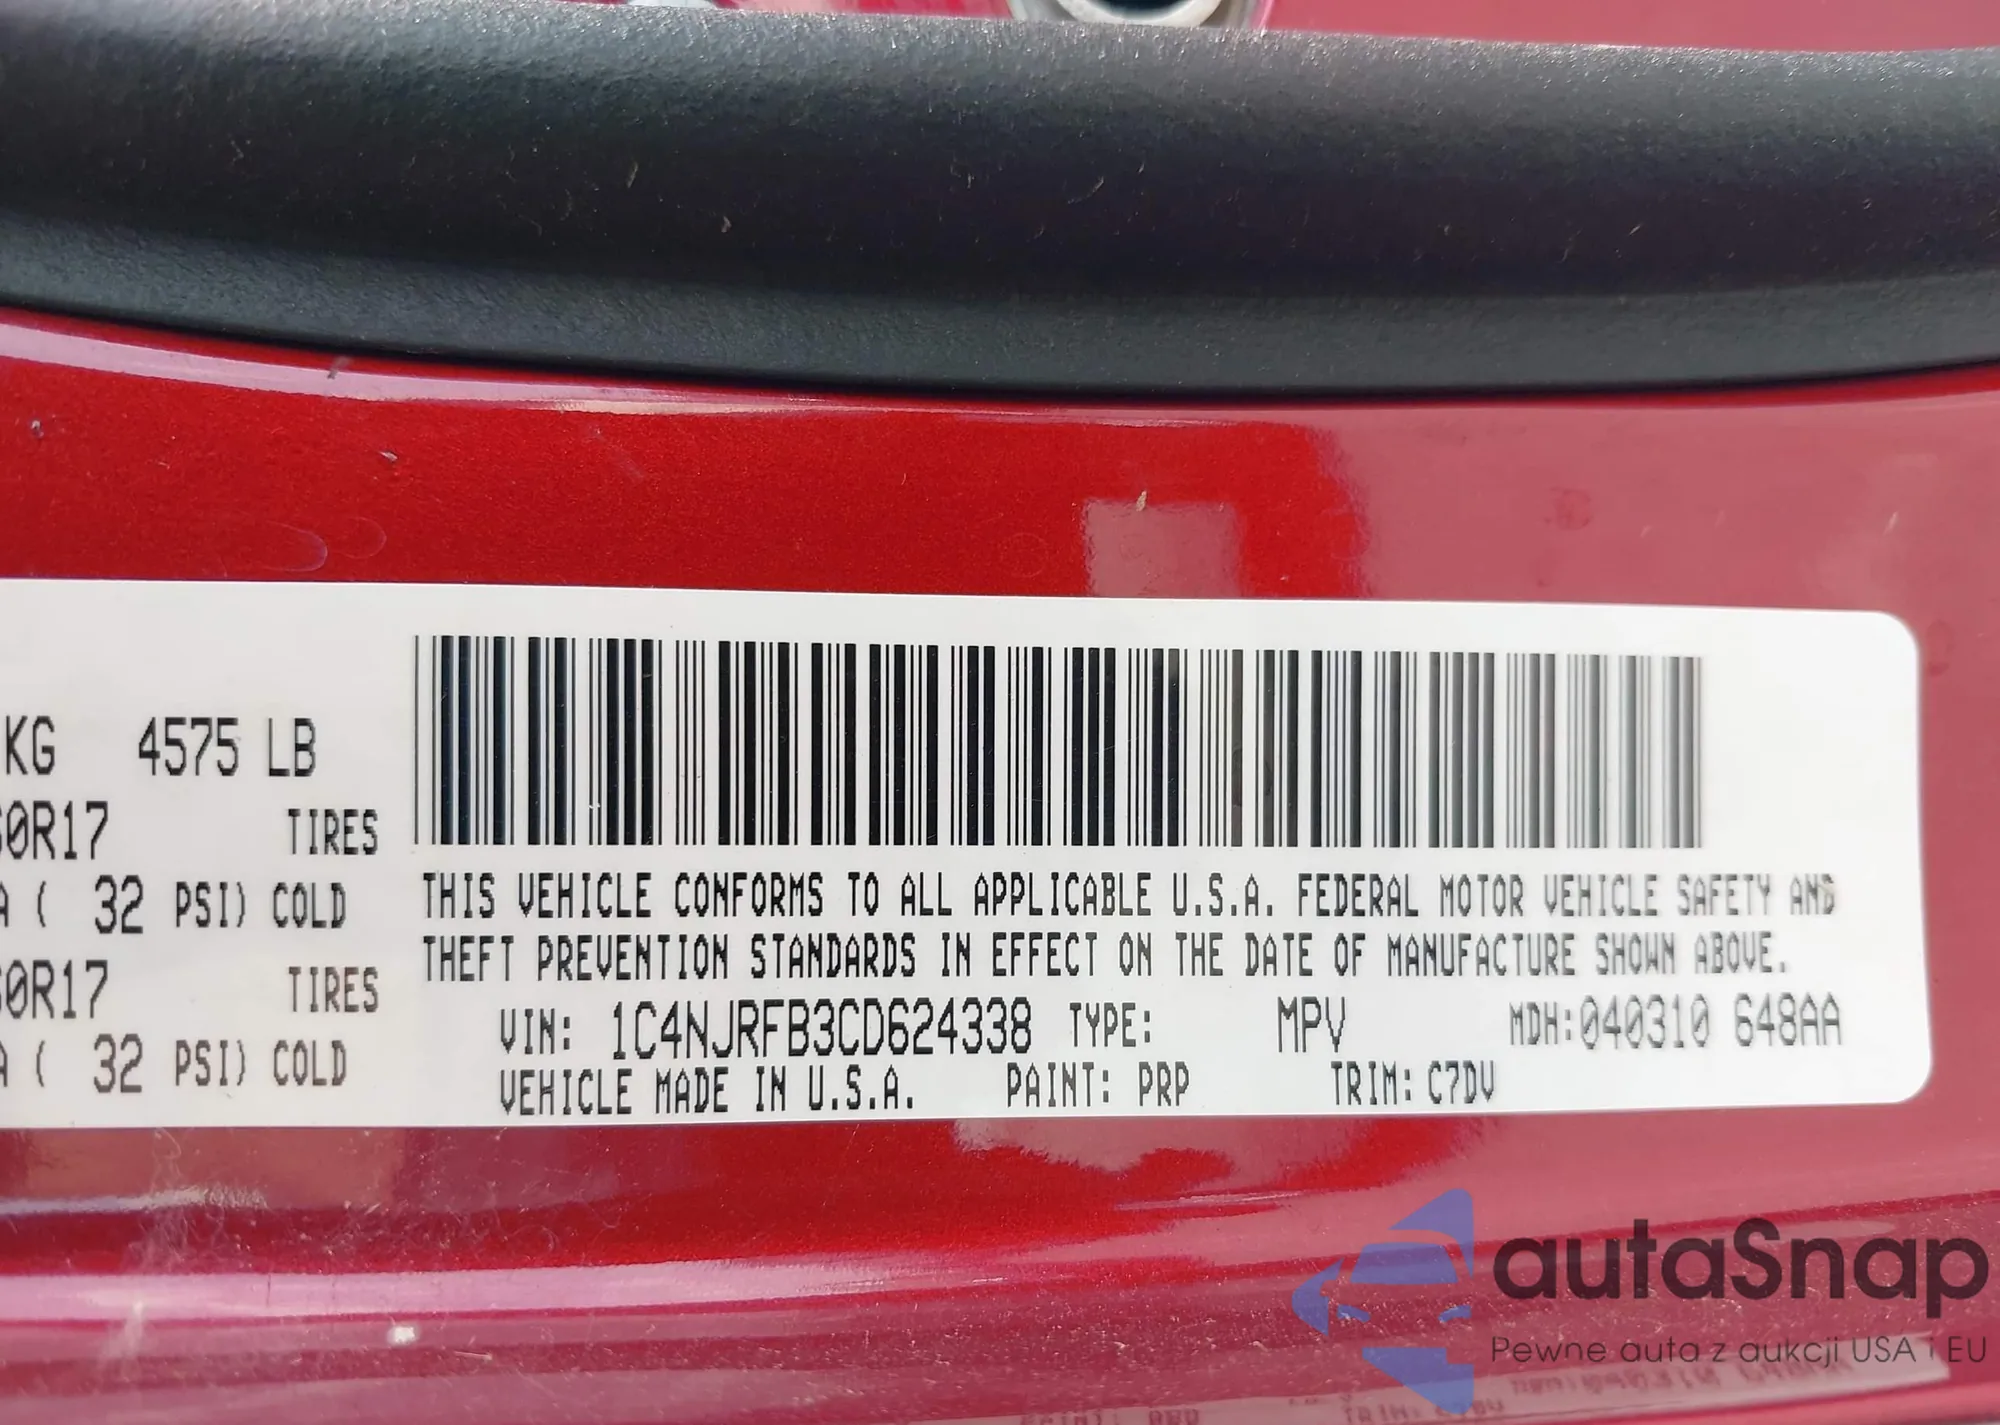 KG 4575 LB
60R17 TIRES
A ( 32 PSI) COLD
60R17 TIRES
A ( 32 PSI) COLD
THIS VEHICLE CONFORMS TO ALL APPLICABLE U.S.A. FEDERAL MOTOR VEHICLE SAFETY AND
THEFT PREVENTION STANDARDS IN EFFECT ON THE DATE OF MANUFACTURE SHOWN ABOVE.
VIN: 1C4NJRFB3CD624338 TYPE: MPV MDH:040310 648AA
VEHICLE MADE IN U.S.A. PAINT: PRP TRIM: C7DV
autaSnap
Pewne auta z aukcji USA i EU